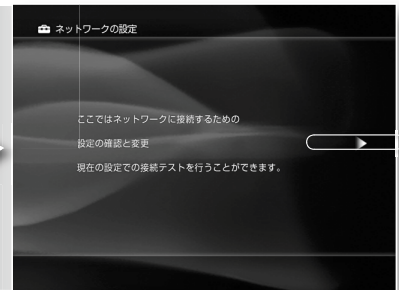 ネットワークの設定
ここではネットワークに接続するための
設定の確認と変更
現在の設定での接続テストを行うことができます。